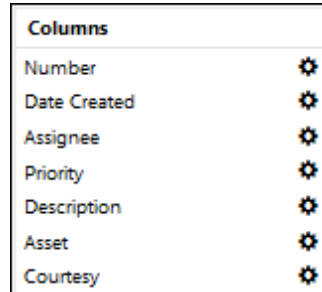 Columns
Number
Date Created
Assignee
Priority
Description
Asset
Courtesy